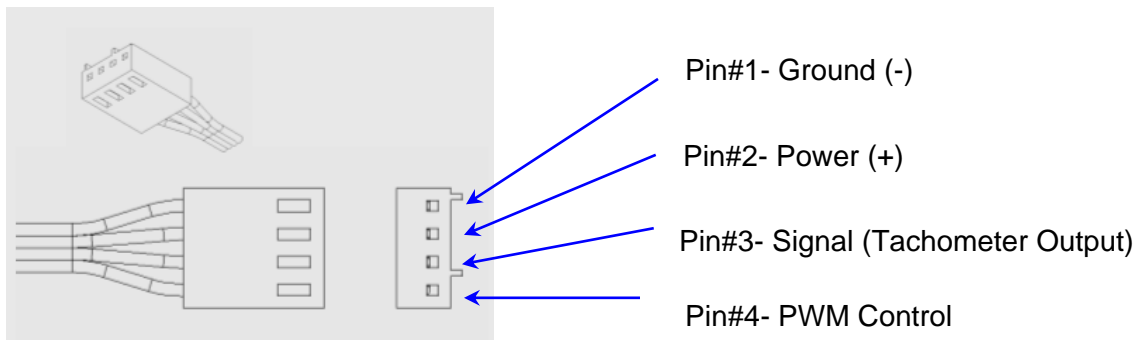 Pin#1- Ground (-)
Pin#2- Power (+)
Pin#3- Signal (Tachometer Output)
Pin#4- PWM Control